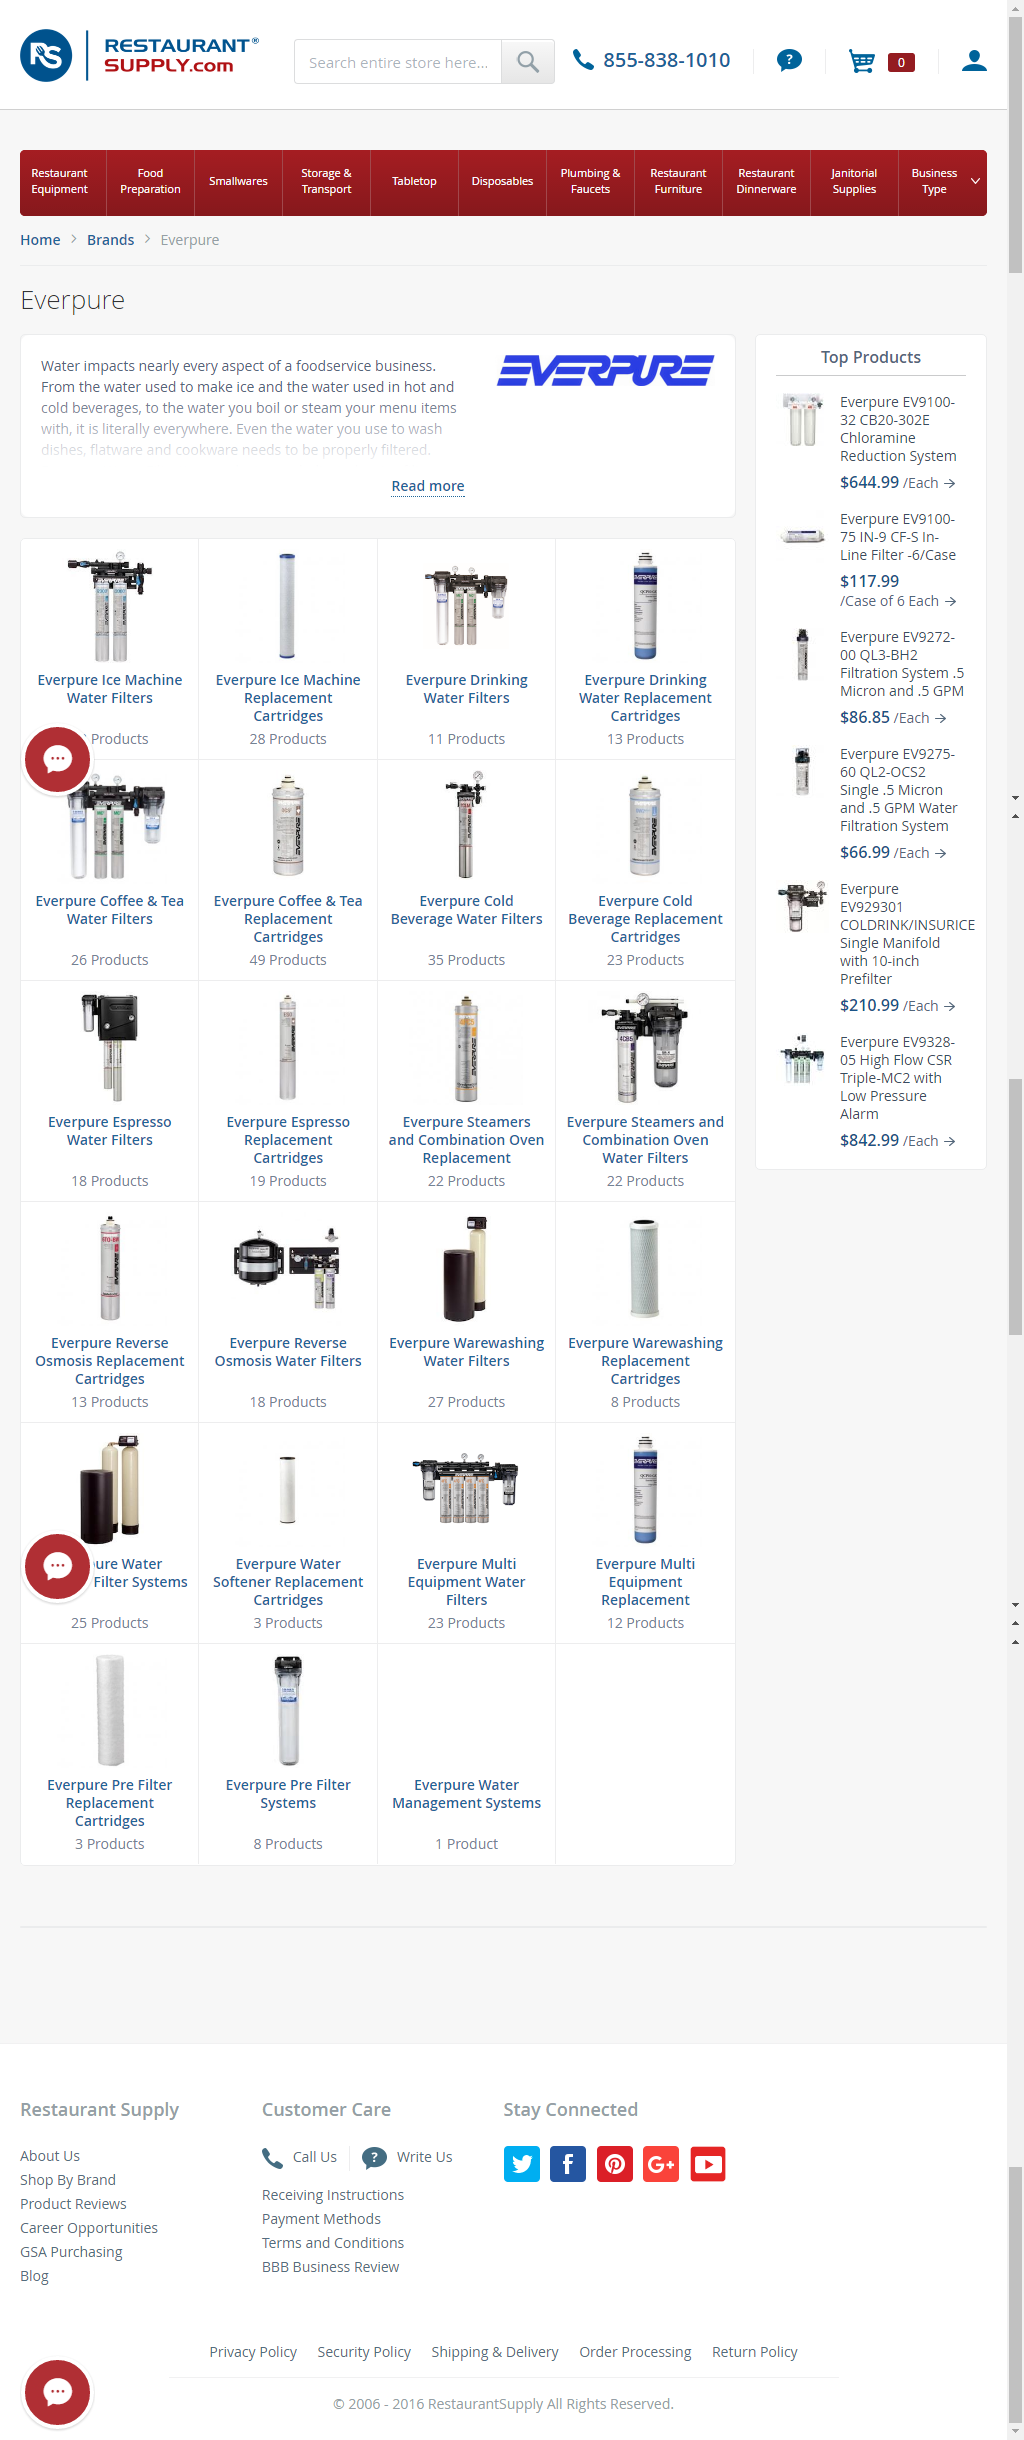 RS
RESTAURANT®
SUPPLY.com
Search entire store here...
855-838-1010
?
0
Restaurant Equipment
Food Preparation
Smallwares
Storage & Transport
Tabletop
Disposables
Plumbing & Faucets
Restaurant Furniture
Restaurant Dinnerware
Janitorial Supplies
Business Type
Home > Brands > Everpure
Everpure
Water impacts nearly every aspect of a foodservice business.
From the water used to make ice and the water used in hot and
cold beverages, to the water you boil or steam your menu items
with, it is literally everywhere. Even the water you use to wash
dishes, flatware and cookware needs to be properly filtered.
Read more
EVERPURE
Everpure Ice Machine
Water Filters
Products
Everpure Ice Machine
Replacement
Cartridges
28 Products
Everpure Drinking
Water Filters
11 Products
Everpure Drinking
Water Replacement
Cartridges
13 Products
Everpure Coffee & Tea
Water Filters
26 Products
Everpure Coffee & Tea
Replacement
Cartridges
49 Products
Everpure Cold
Beverage Water Filters
35 Products
Everpure Cold
Beverage Replacement
Cartridges
23 Products
Everpure Espresso
Water Filters
18 Products
Everpure Espresso
Replacement
Cartridges
19 Products
Everpure Steamers
and Combination Oven
Replacement
22 Products
Everpure Steamers and
Combination Oven
Water Filters
22 Products
Everpure Reverse
Osmosis Replacement
Cartridges
13 Products
Everpure Reverse
Osmosis Water Filters
18 Products
Everpure Warewashing
Water Filters
27 Products
Everpure Warewashing
Replacement
Cartridges
8 Products
pure Water
Filter Systems
25 Products
Everpure Water
Softener Replacement
Cartridges
3 Products
Everpure Multi
Equipment Water
Filters
23 Products
Everpure Multi
Equipment
Replacement
12 Products
Everpure Pre Filter
Replacement
Cartridges
3 Products
Everpure Pre Filter
Systems
8 Products
Everpure Water
Management Systems
1 Product
Top Products
Everpure EV9100-
32 CB20-302E
Chloramine
Reduction System
$644.99 /Each →
Everpure EV9100-
75 IN-9 CF-S In-
Line Filter -6/Case
$117.99
/Case of 6 Each →
Everpure EV9272-
00 QL3-BH2
Filtration System .5
Micron and .5 GPM
$86.85 /Each →
Everpure EV9275-
60 QL2-OCS2
Single .5 Micron
and .5 GPM Water
Filtration System
$66.99 /Each →
Everpure
EV929301
COLDRINK/INSURICE
Single Manifold
with 10-inch
Prefilter
$210.99 /Each →
Everpure EV9328-
05 High Flow CSR
Triple-MC2 with
Low Pressure
Alarm
$842.99 /Each →
Restaurant Supply
About Us
Shop By Brand
Product Reviews
Career Opportunities
GSA Purchasing
Blog
Customer Care
Call Us
? Write Us
Receiving Instructions
Payment Methods
Terms and Conditions
BBB Business Review
Stay Connected
f
G+
Privacy Policy Security Policy Shipping & Delivery Order Processing Return Policy
© 2006 - 2016 RestaurantSupply All Rights Reserved.